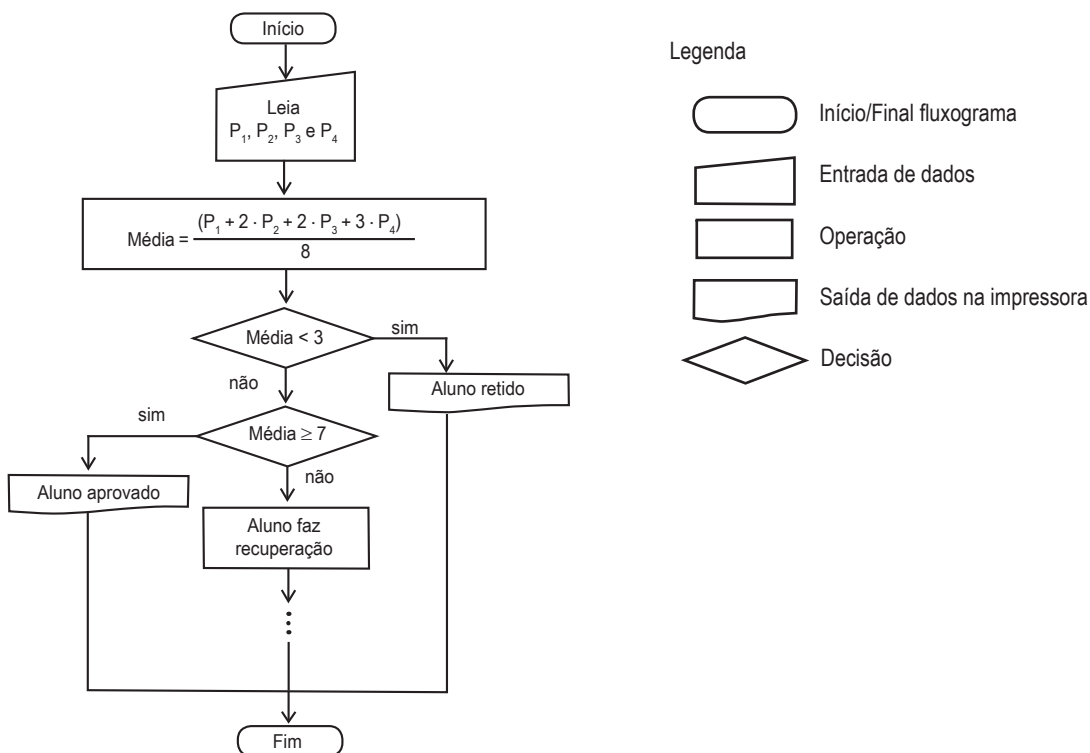 Início
Leia
P₁, P₂, P₃ e P₄
Média = (P₁ + 2 · P₂ + 2 · P₃ + 3 · P₄)
8
Média < 3
sim
não
Aluno retido
sim
Média ≥ 7
não
Aluno aprovado
Aluno faz
recuperação
Fim
Legenda
Início/Final fluxograma
Entrada de dados
Operação
Saída de dados na impressora
Decisão